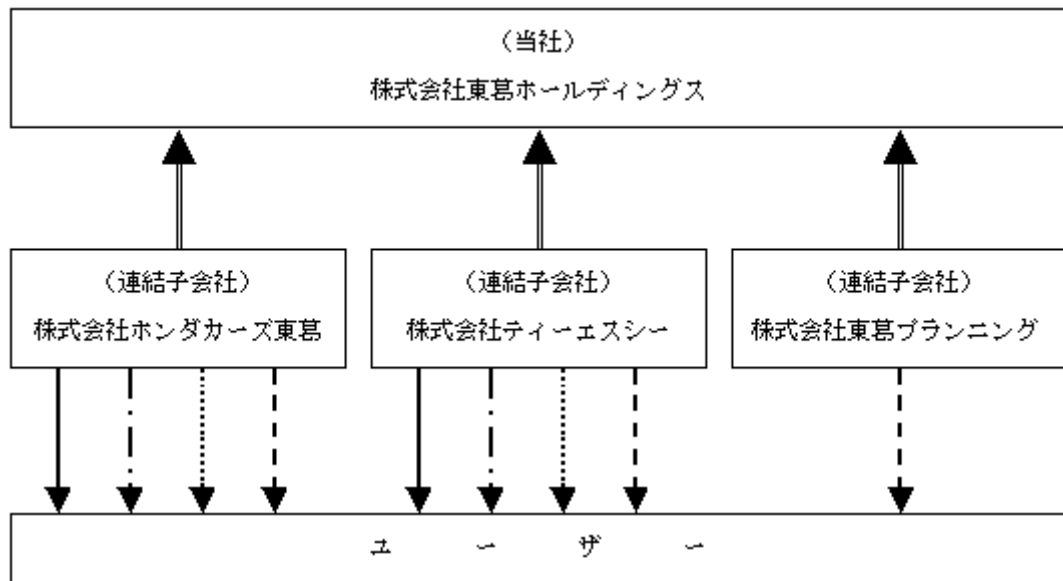 （当社）
株式会社東葛ホールディングス
（連結子会社）
株式会社ホンダカーズ東葛
（連結子会社）
株式会社ティーエスシー
（連結子会社）
株式会社東葛プランニング
ユーザー